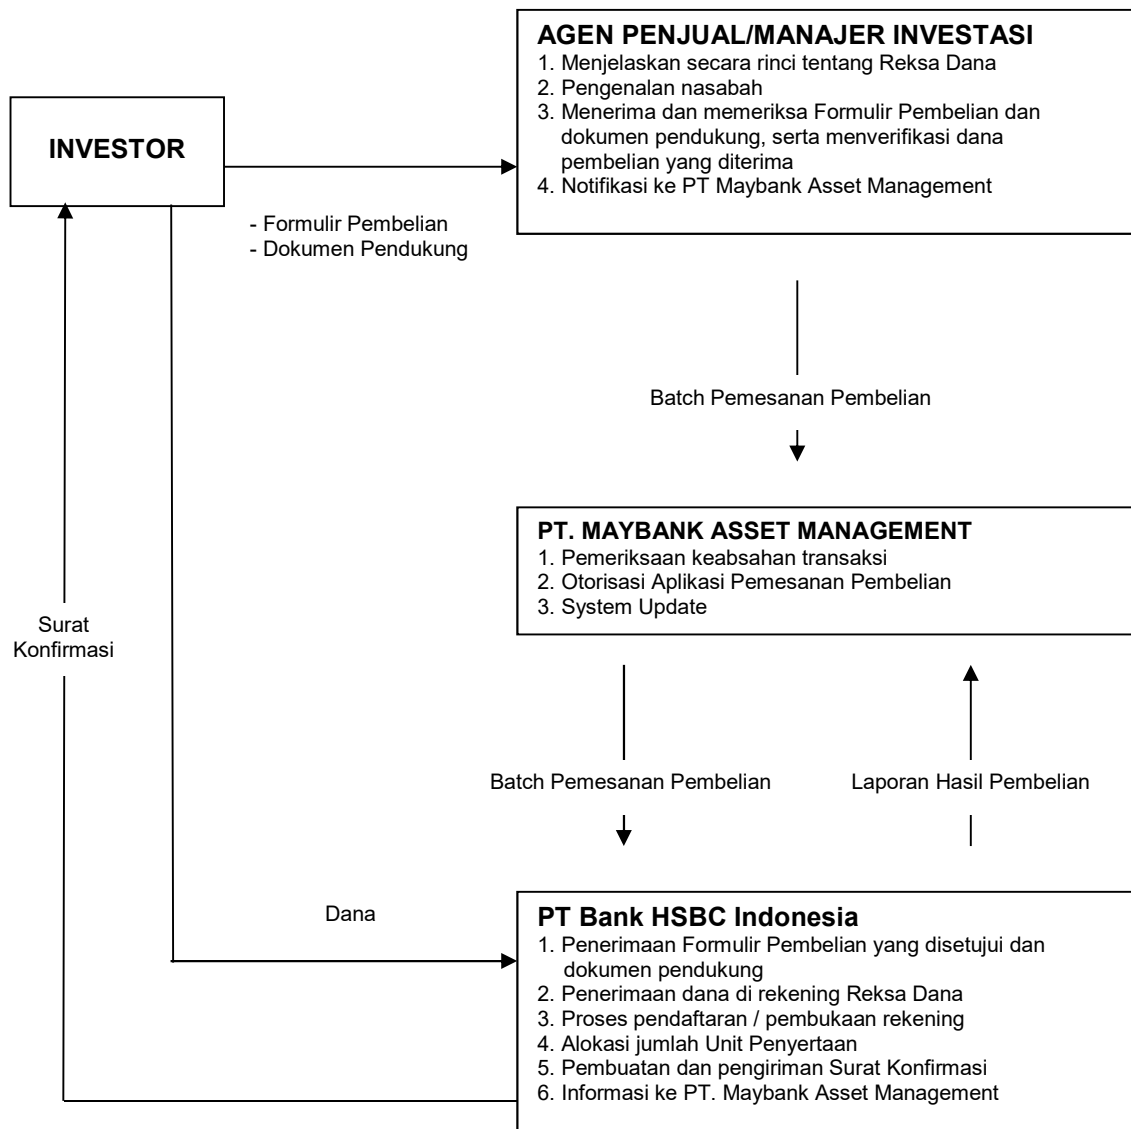 AGEN PENJUAL/MANAJER INVESTASI
1. Menjelaskan secara rinci tentang Reksa Dana
2. Pengenalan nasabah
3. Menerima dan memeriksa Formulir Pembelian dan
dokumen pendukung, serta menverifikasi dana
pembelian yang diterima
4. Notifikasi ke PT Maybank Asset Management
INVESTOR
- Formulir Pembelian
- Dokumen Pendukung
Batch Pemesanan Pembelian
PT. MAYBANK ASSET MANAGEMENT
1. Pemeriksaan keabsahan transaksi
2. Otorisasi Aplikasi Pemesanan Pembelian
3. System Update
Surat
Konfirmasi
Batch Pemesanan Pembelian
Laporan Hasil Pembelian
Dana
PT Bank HSBC Indonesia
1. Penerimaan Formulir Pembelian yang disetujui dan
dokumen pendukung
2. Penerimaan dana di rekening Reksa Dana
3. Proses pendaftaran / pembukaan rekening
4. Alokasi jumlah Unit Penyertaan
5. Pembuatan dan pengiriman Surat Konfirmasi
6. Informasi ke PT. Maybank Asset Management